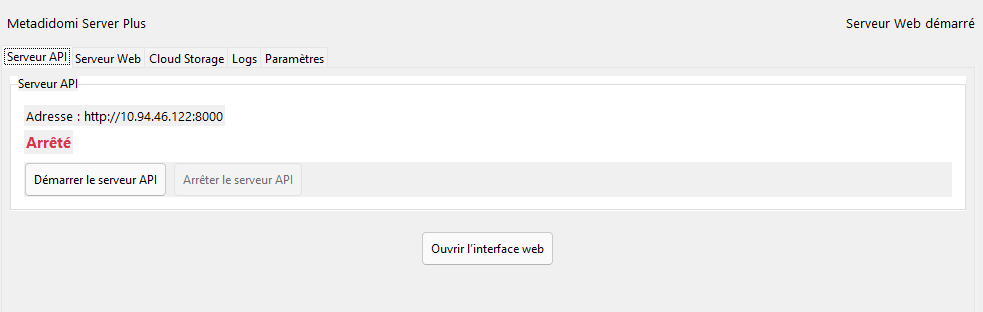 Metadidomi Server Plus Serveur Web démarré
Serveur API Serveur Web Cloud Storage Logs Paramètres
Serveur API
Adresse : http://10.94.46.122:8000
Arrêté
Démarrer le serveur API Arrêter le serveur API
Ouvrir l'interface web